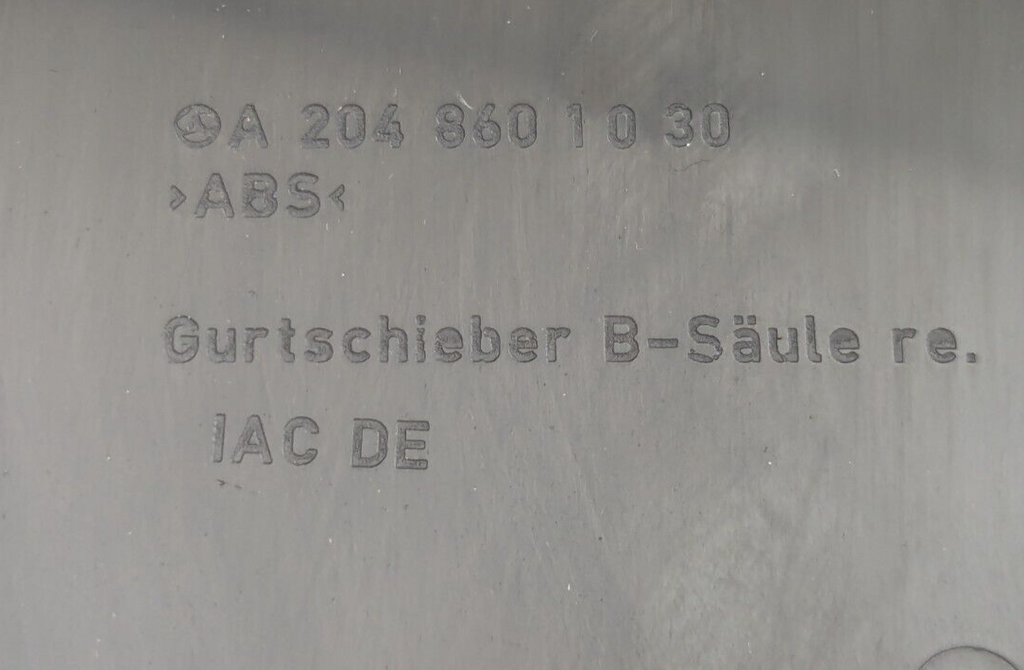 A 204 860 10 30
>ABS<
Gurtschieber B-Säule re.
IAC DE